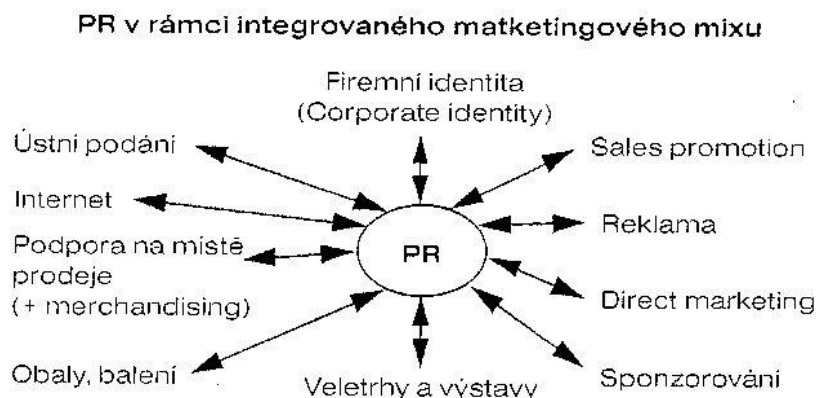 PR v rámci integrovaného matketingového mixu
Firemní identita
(Corporate identity)
Ústní podání
Sales promotion
Internet
Reklama
Podpora na místě
prodeje
(+ merchandising)
PR
Direct marketing
Obaly, balení
Veletrhy a výstavy
Sponzorování